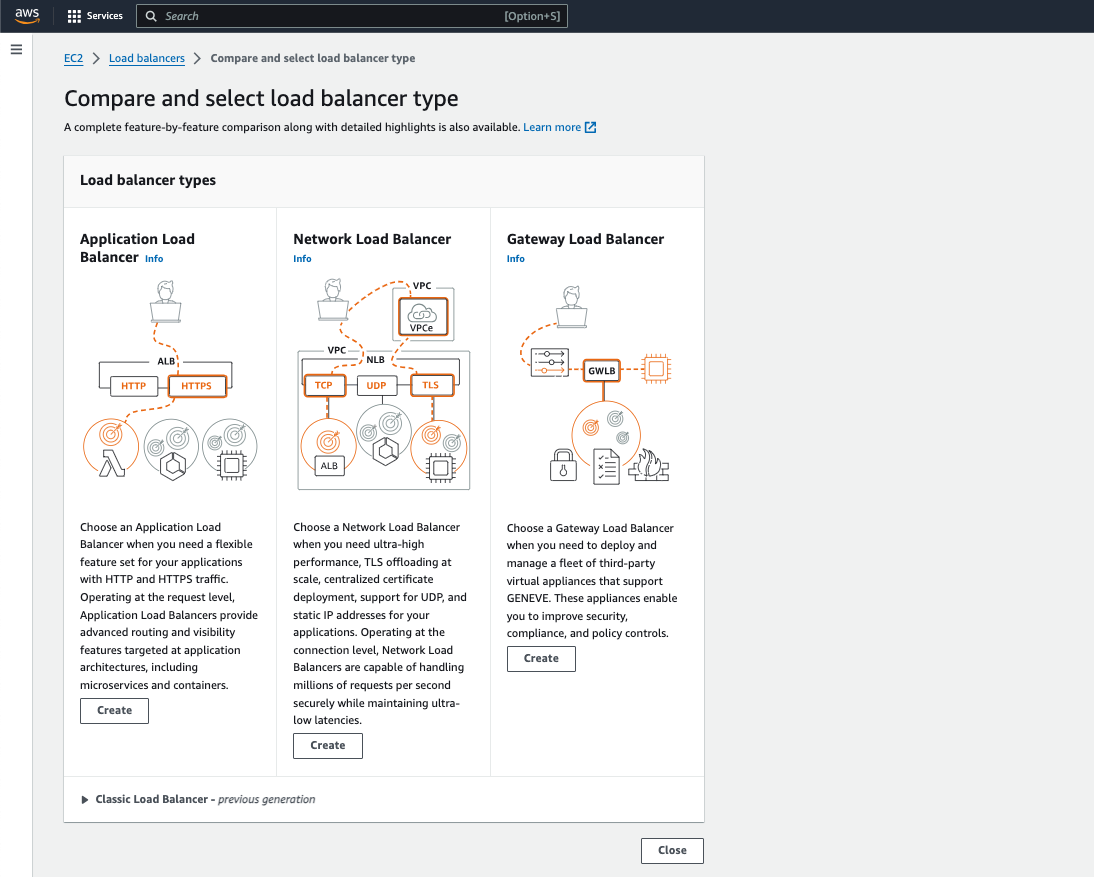 aws
Services
Search
[Option+S]
EC2 > Load balancers > Compare and select load balancer type
Compare and select load balancer type
A complete feature-by-feature comparison along with detailed highlights is also available. Learn more
Load balancer types
Application Load
Balancer Info
ALB
HTTP
HTTPS
Choose an Application Load
Balancer when you need a flexible
feature set for your applications
with HTTP and HTTPS traffic.
Operating at the request level,
Application Load Balancers provide
advanced routing and visibility
features targeted at application
architectures, including
microservices and containers.
Create
Network Load Balancer
Info
VPC
VPCe
VPC
NLB
TCP
UDP
TLS
ALB
Choose a Network Load Balancer
when you need ultra-high
performance, TLS offloading at
scale, centralized certificate
deployment, support for UDP, and
static IP addresses for your
applications. Operating at the
connection level, Network Load
Balancers are capable of handling
millions of requests per second
securely while maintaining ultra-
low latencies.
Create
Gateway Load Balancer
Info
GWLB
Choose a Gateway Load Balancer
when you need to deploy and
manage a fleet of third-party
virtual appliances that support
GENEVE. These appliances enable
you to improve security,
compliance, and policy controls.
Create
Classic Load Balancer - previous generation
Close